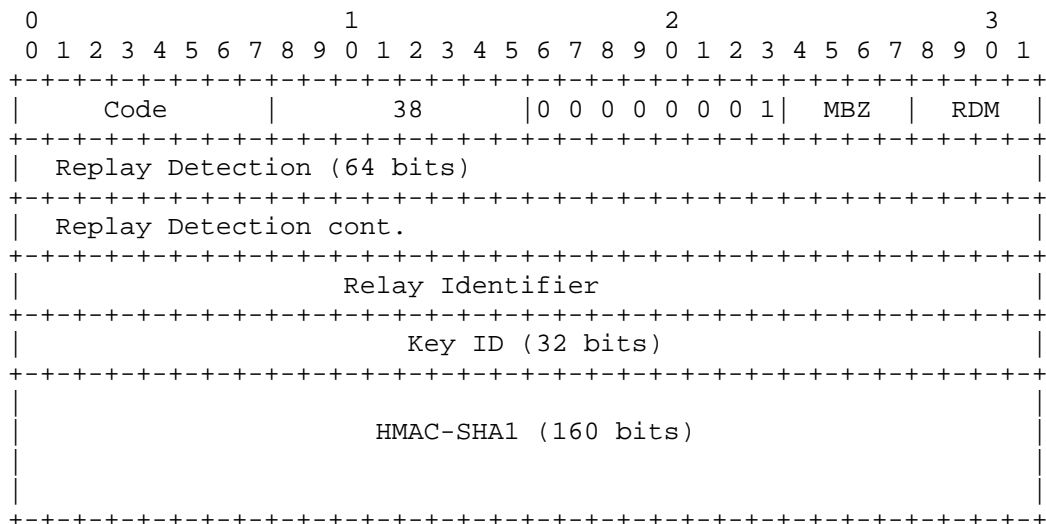 0                   1                   2                   3
 0 1 2 3 4 5 6 7 8 9 0 1 2 3 4 5 6 7 8 9 0 1 2 3 4 5 6 7 8 9 0 1
+-+-+-+-+-+-+-+-+-+-+-+-+-+-+-+-+-+-+-+-+-+-+-+-+-+-+-+-+-+-+-+-+
|     Code      |       38      |0 0 0 0 0 0 0 1|  MBZ  |  RDM  |
+-+-+-+-+-+-+-+-+-+-+-+-+-+-+-+-+-+-+-+-+-+-+-+-+-+-+-+-+-+-+-+-+
|  Replay Detection (64 bits)                                   |
+-+-+-+-+-+-+-+-+-+-+-+-+-+-+-+-+-+-+-+-+-+-+-+-+-+-+-+-+-+-+-+-+
|  Replay Detection cont.                                       |
+-+-+-+-+-+-+-+-+-+-+-+-+-+-+-+-+-+-+-+-+-+-+-+-+-+-+-+-+-+-+-+-+
|                    Relay Identifier                           |
+-+-+-+-+-+-+-+-+-+-+-+-+-+-+-+-+-+-+-+-+-+-+-+-+-+-+-+-+-+-+-+-+
|                        Key ID (32 bits)                       |
+-+-+-+-+-+-+-+-+-+-+-+-+-+-+-+-+-+-+-+-+-+-+-+-+-+-+-+-+-+-+-+-+
|                                                               |
|                      HMAC-SHA1 (160 bits)                     |
|                                                               |
|                                                               |
+-+-+-+-+-+-+-+-+-+-+-+-+-+-+-+-+-+-+-+-+-+-+-+-+-+-+-+-+-+-+-+-+